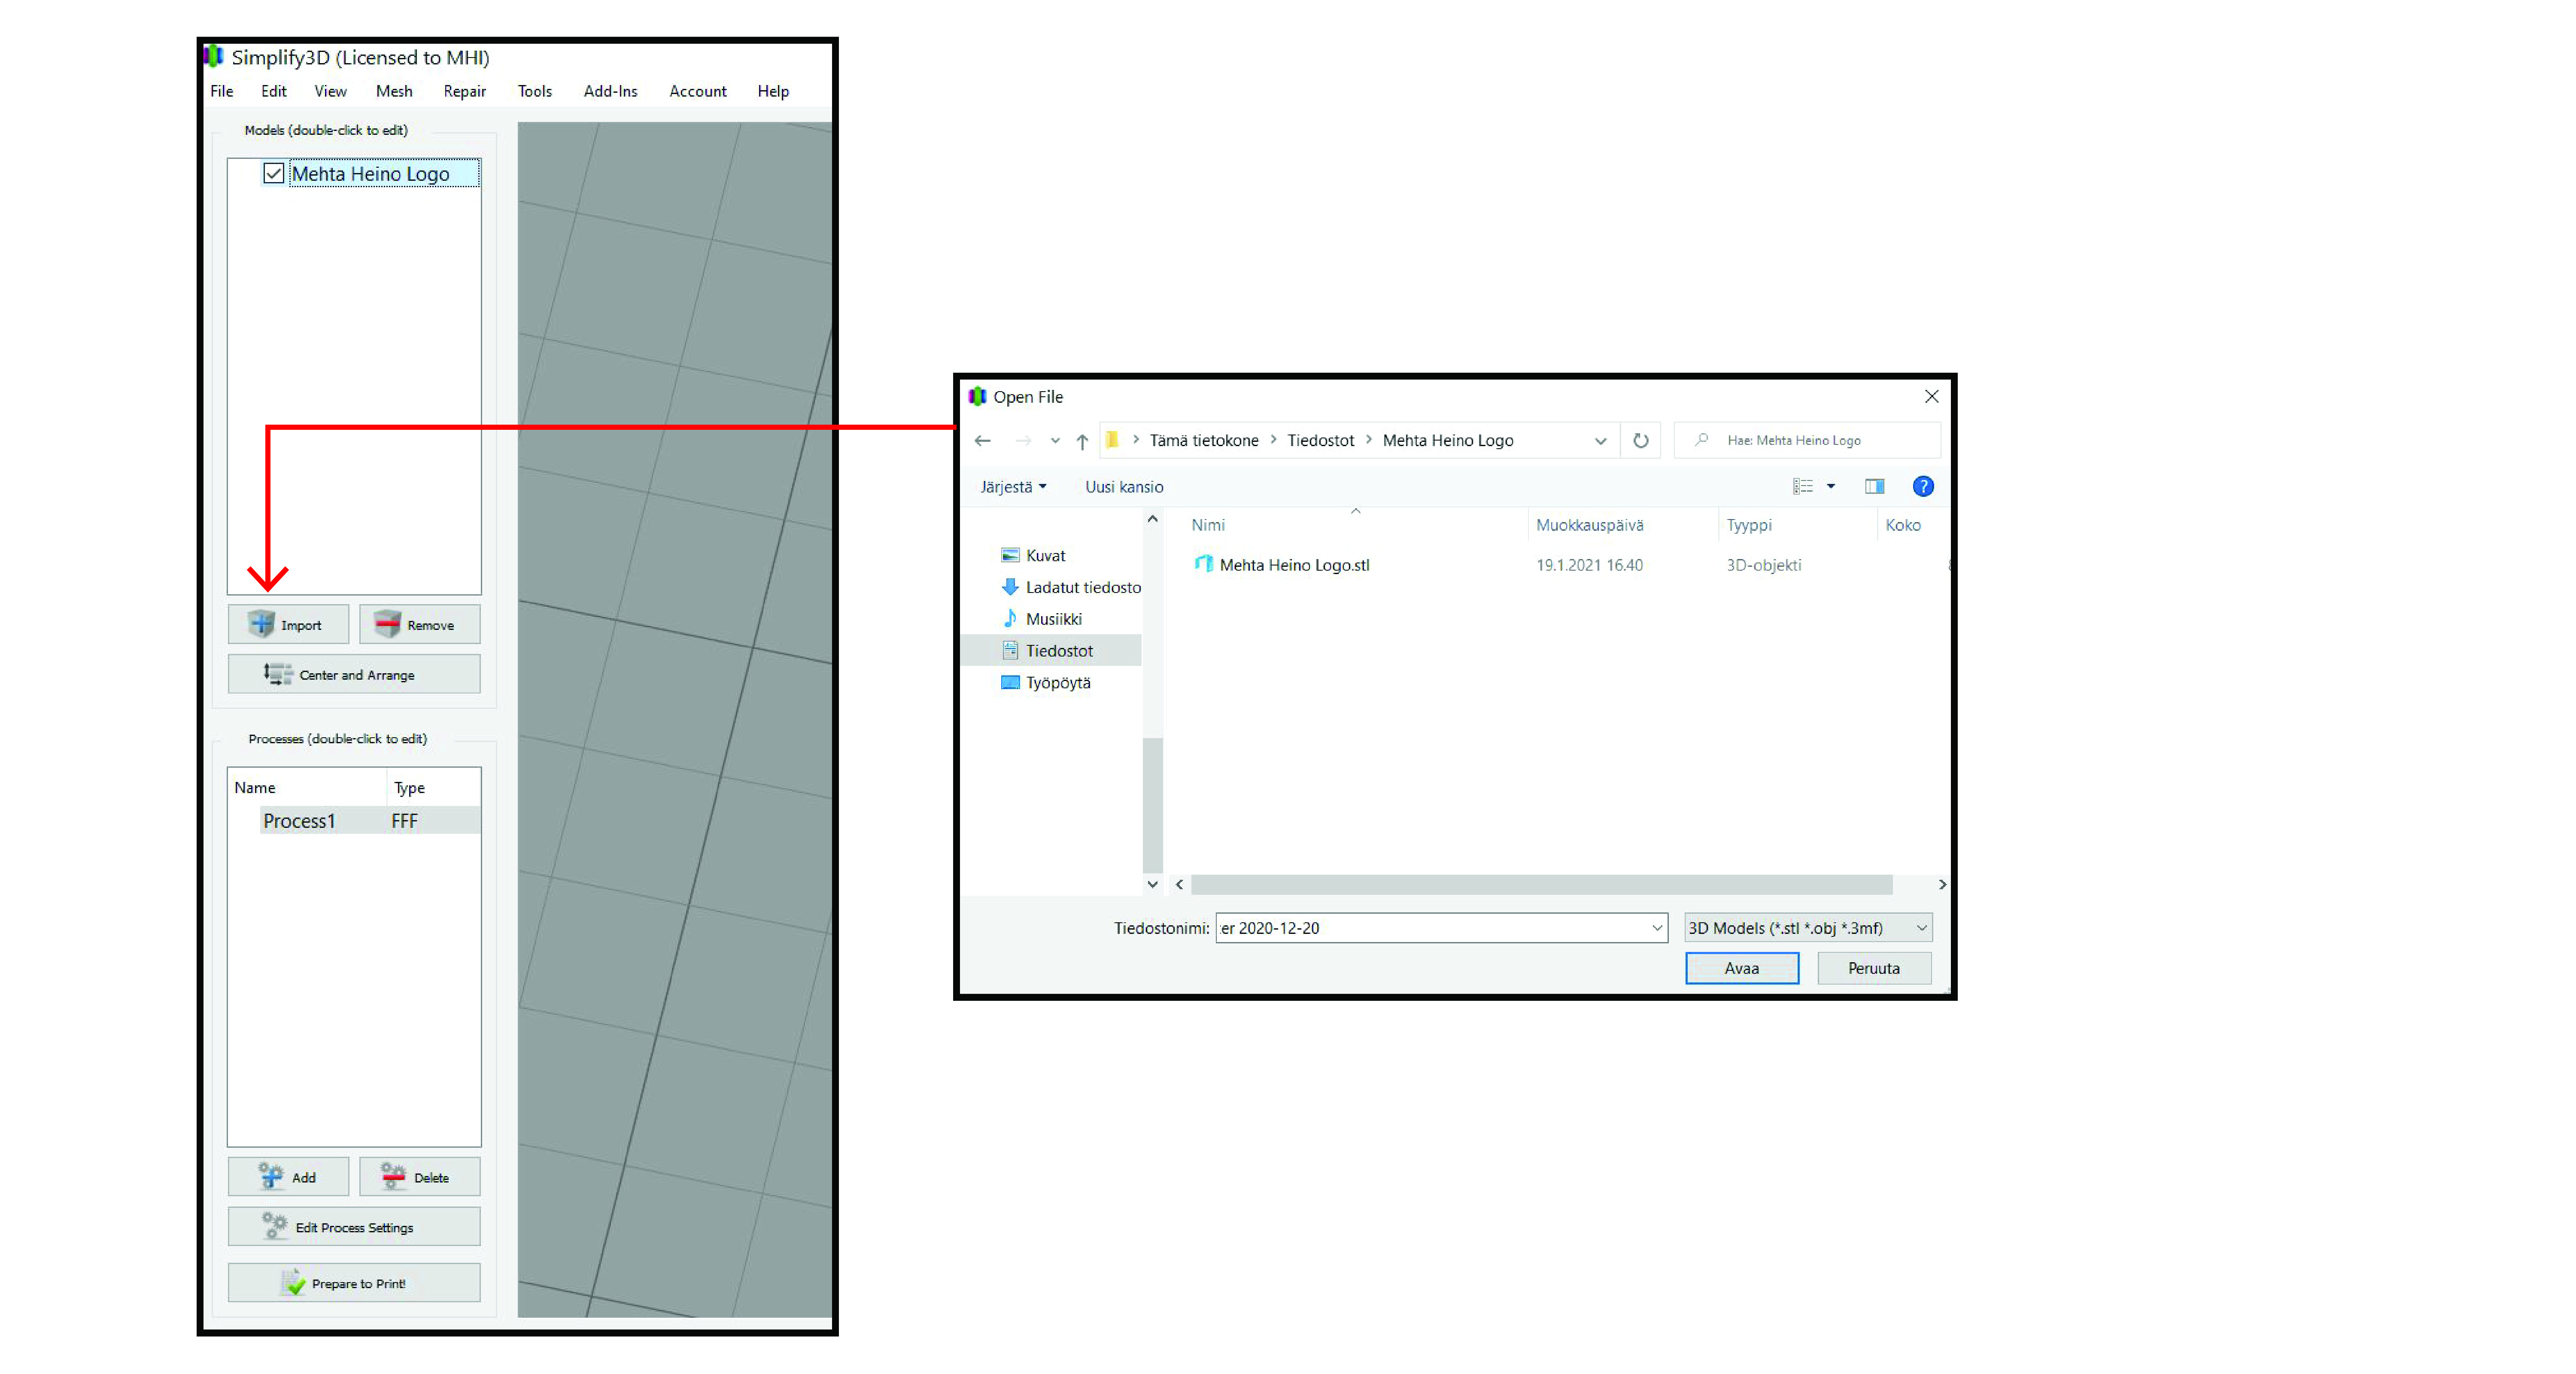 Simplify3D (Licensed to MHI)
File Edit View Mesh Repair Tools Add-Ins Account Help
Models (double-click to edit)
Mehta Heino Logo
Import Remove
Center and Arrange
Processes (double-click to edit)
Name Type
Process1 FFF
Add Delete
Edit Process Settings
Prepare to Print!
Open File
Tämä tietokone > Tiedostot > Mehta Heino Logo
Hae: Mehta Heino Logo
Järjestä Uusi kansio
Nimi Muokkauspäivä Tyyppi Koko
Kuvat
Mehta Heino Logo.stl 19.1.2021 16.40 3D-objekti
Ladatut tiedosto
Musiikki
Tiedostot
Työpöytä
Tiedostonimi: er 2020-12-20 3D Models (*.stl *.obj *.3mf)
Avaa Peruuta